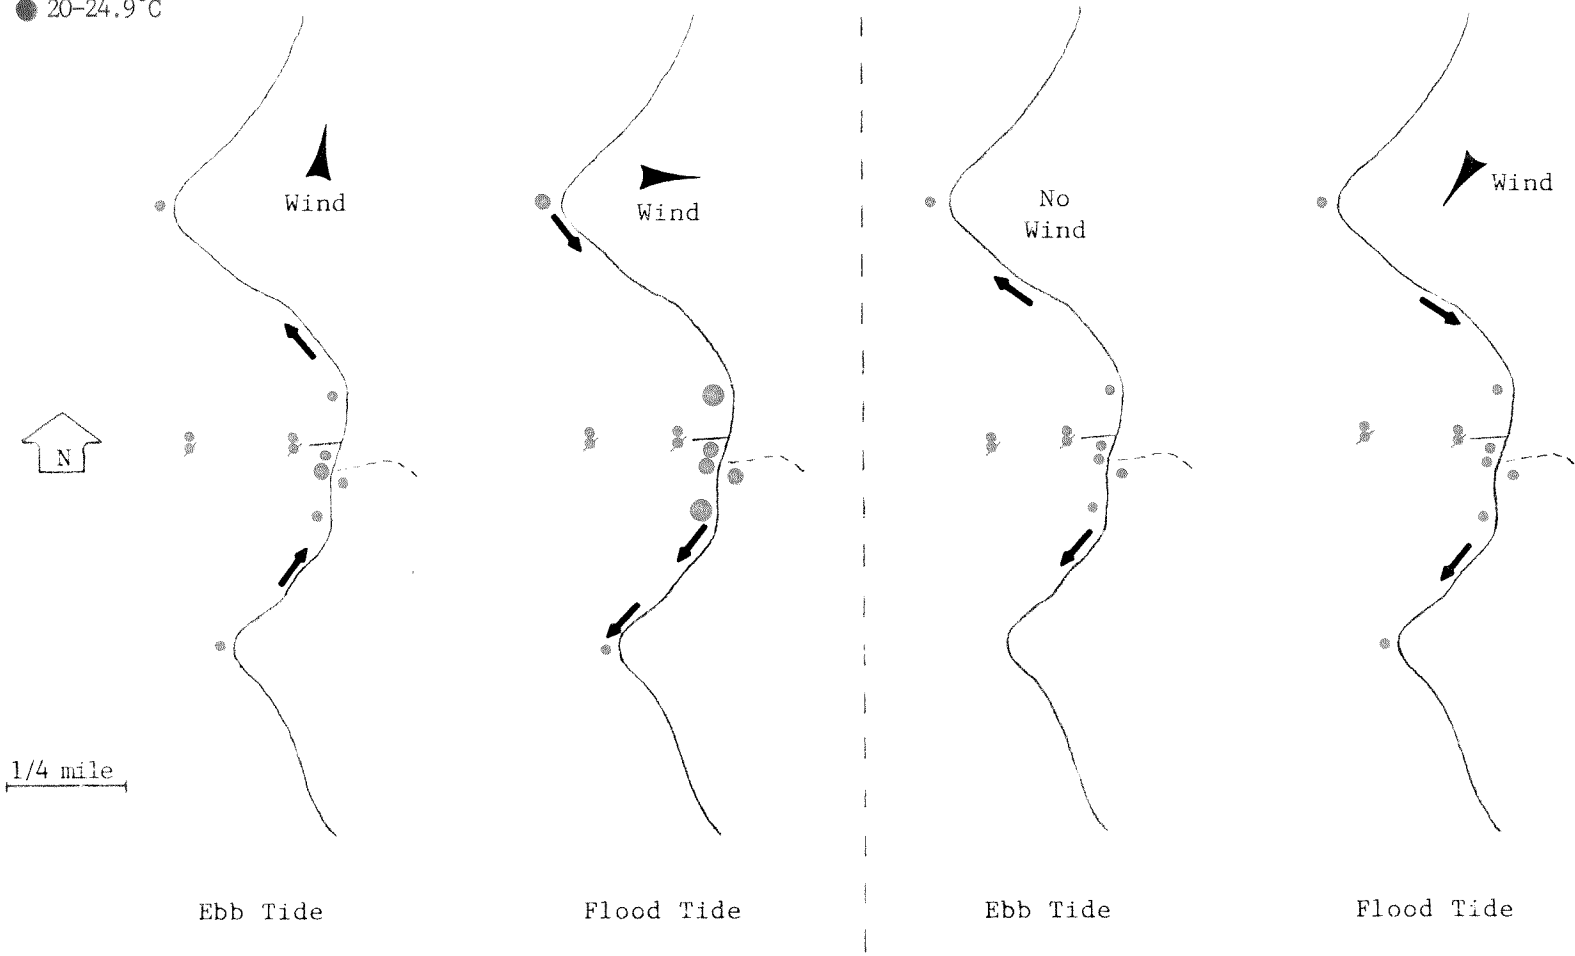 20-24.9°C
Wind
Wind
No
Wind
Wind
N
1/4 mile
Ebb Tide
Flood Tide
Ebb Tide
Flood Tide